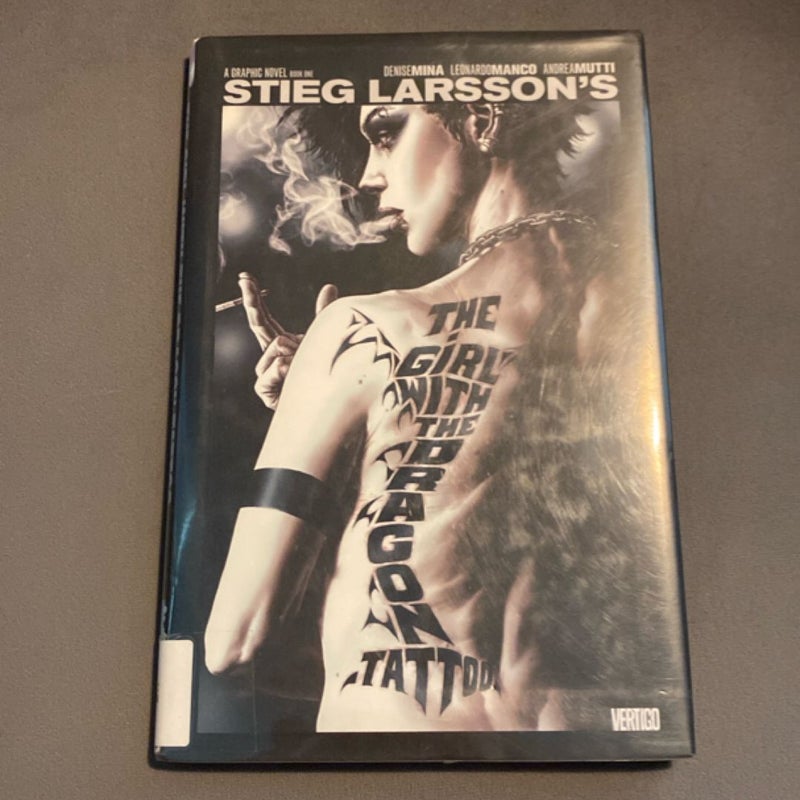 A GRAPHIC NOVEL BOOK ONE DENISEMINA LEONARDOMANCO ANDREAMUTTI
STIEG LARSSON'S
THE
GIRL
WITH
THE
DRAGON
TATTOO
VERTIGO